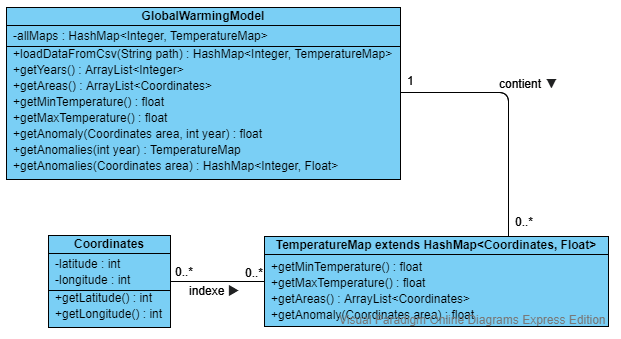 GlobalWarmingModel
-allMaps : HashMap<Integer, TemperatureMap>
+loadDataFromCsv(String path) : HashMap<Integer, TemperatureMap>
+getYears() : ArrayList<Integer>
+getAreas() : ArrayList<Coordinates>
+getMinTemperature() : float
+getMaxTemperature() : float
+getAnomaly(Coordinates area, int year) : float
+getAnomalies(int year) : TemperatureMap
+getAnomalies(Coordinates area) : HashMap<Integer, Float>
1
contient ▼
0..*
Coordinates
-latitude : int
-longitude : int
+getLatitude() : int
+getLongitude() : int
0..*
0..*
indexe ▶
TemperatureMap extends HashMap<Coordinates, Float>
+getMinTemperature() : float
+getMaxTemperature() : float
+getAreas() : ArrayList<Coordinates>
+getAnomaly(Coordinates area) : float
Visual Paradigm Online Diagrams Express Edition